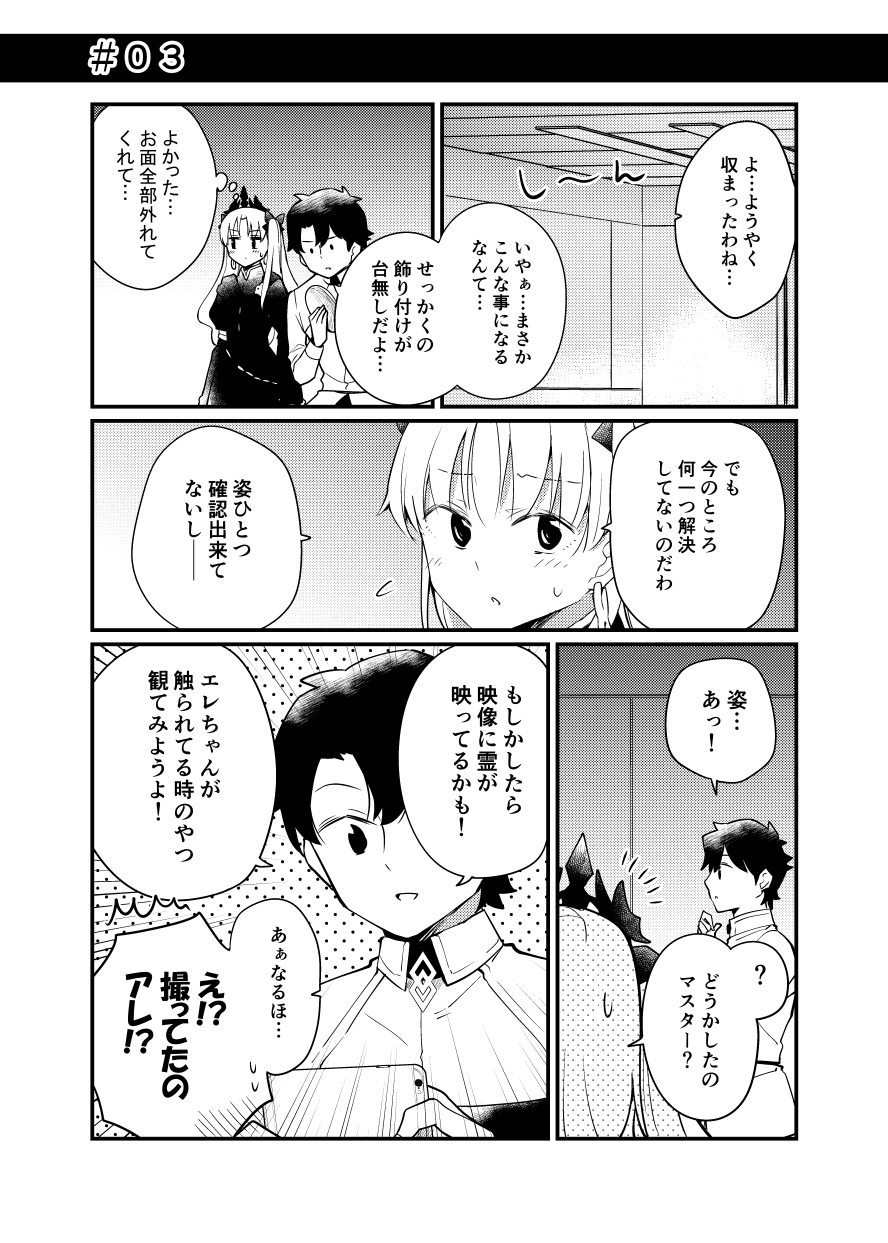 #03
よ…ようやく
収まったわね…
しーん
いやぁ…まさか
こんな事になる
なんて…
せっかくの
飾り付けが
台無しだよ…
よかった…
お面全部外れて
くれて…
でも
今のところ
何一つ解決
してないのだわ
姿ひとつ
確認出来て
ないし──
姿…
あっ！
？
どうかしたの
マスター？
もしかしたら
映像に霊が
映ってるかも！
エレちゃんが
触られてる時のやつ
観てみようよ！
あぁなるほ…
え!?
撮ってたの
アレ!?